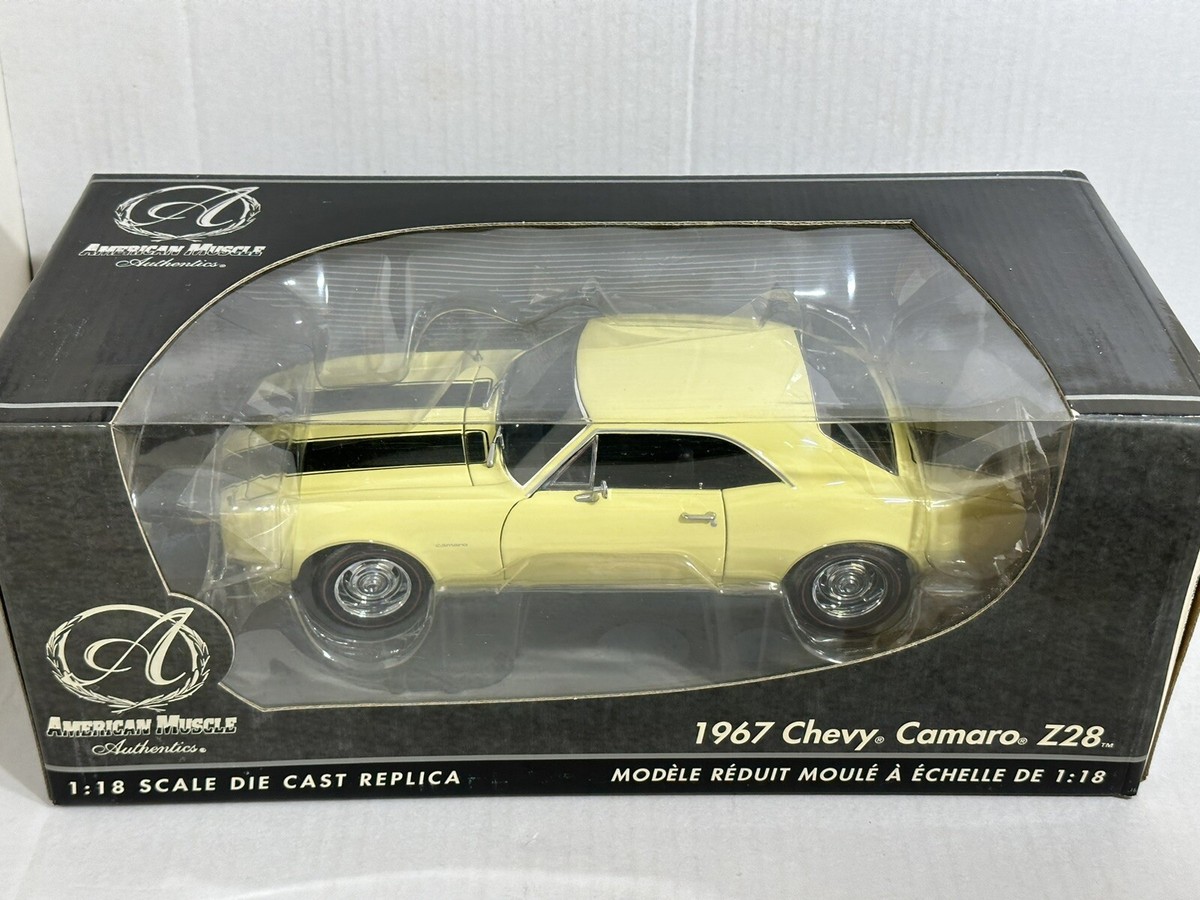 A
AMERICAN MUSCLE
Authentics®
A
AMERICAN MUSCLE
Authentics®
1967 Chevy® Camaro® Z28™
1:18 SCALE DIE CAST REPLICA
MODÈLE RÉDUIT MOULÉ À ÉCHELLE DE 1:18